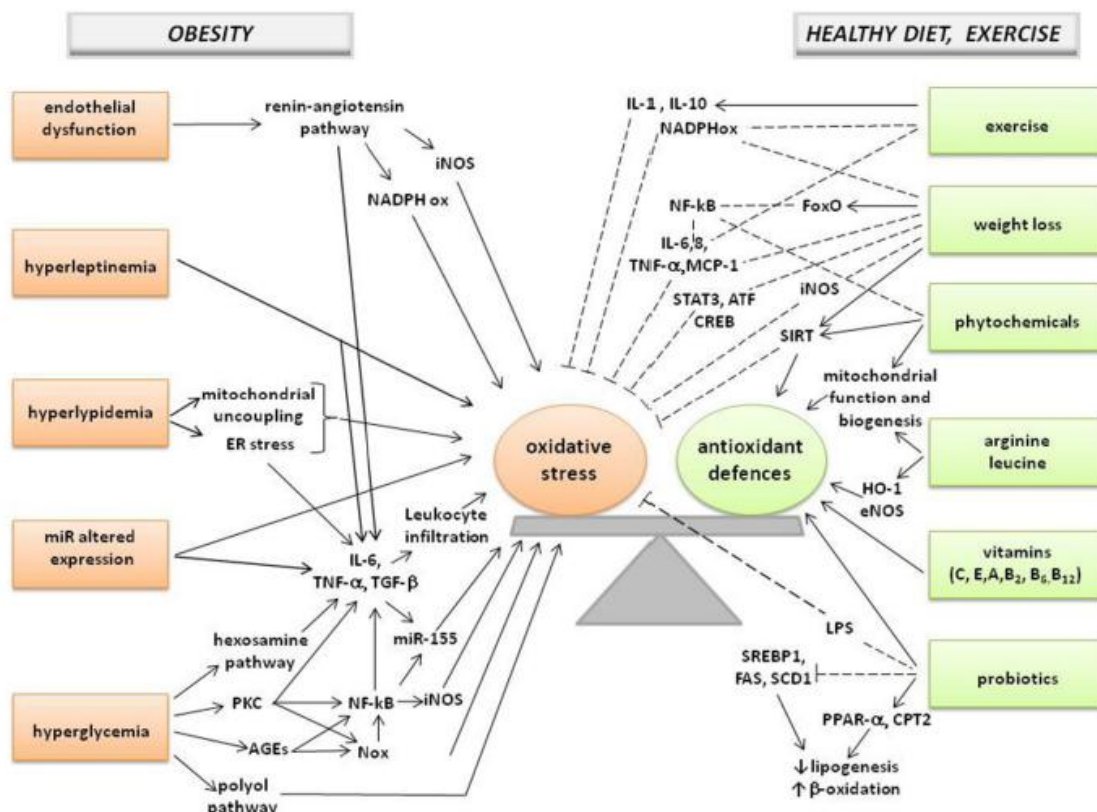 OBESITY
HEALTHY DIET, EXERCISE
endothelial
dysfunction
renin-angiotensin
pathway
iNOS
NADPH ox
hyperleptinemia
hyperlypidemia
mitochondrial
uncoupling
ER stress
miR altered
expression
Leukocyte
infiltration
IL-6,
TNF-α, TGF-β
miR-155
hexosamine
pathway
hyperglycemia
PKC
NF-kB
iNOS
AGEs
Nox
polyol
pathway
oxidative
stress
antioxidant
defences
IL-1 , IL-10
NADPHox
exercise
NF-kB
FoxO
weight loss
IL-6,8,
TNF-α,MCP-1
STAT3, ATF
CREB
iNOS
SIRT
phytochemicals
mitochondrial
function and
biogenesis
arginine
leucine
HO-1
eNOS
vitamins
(C, E,A,B₂, B₆,B₁₂)
LPS
SREBP1,
FAS, SCD1
probiotics
PPAR-α, CPT2
↓lipogenesis
↑β-oxidation